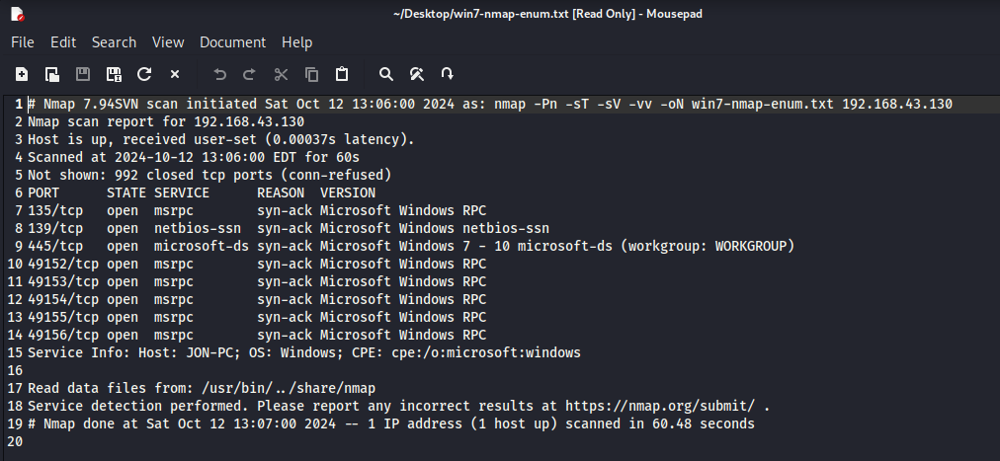 ~/Desktop/win7-nmap-enum.txt [Read Only] - Mousepad
File Edit Search View Document Help
1 # Nmap 7.94SVN scan initiated Sat Oct 12 13:06:00 2024 as: nmap -Pn -sT -sV -vv -oN win7-nmap-enum.txt 192.168.43.130
2 Nmap scan report for 192.168.43.130
3 Host is up, received user-set (0.00037s latency).
4 Scanned at 2024-10-12 13:06:00 EDT for 60s
5 Not shown: 992 closed tcp ports (conn-refused)
6 PORT      STATE SERVICE      REASON  VERSION
7 135/tcp   open  msrpc        syn-ack Microsoft Windows RPC
8 139/tcp   open  netbios-ssn  syn-ack Microsoft Windows netbios-ssn
9 445/tcp   open  microsoft-ds syn-ack Microsoft Windows 7 - 10 microsoft-ds (workgroup: WORKGROUP)
10 49152/tcp open  msrpc        syn-ack Microsoft Windows RPC
11 49153/tcp open  msrpc        syn-ack Microsoft Windows RPC
12 49154/tcp open  msrpc        syn-ack Microsoft Windows RPC
13 49155/tcp open  msrpc        syn-ack Microsoft Windows RPC
14 49156/tcp open  msrpc        syn-ack Microsoft Windows RPC
15 Service Info: Host: JON-PC; OS: Windows; CPE: cpe:/o:microsoft:windows
16
17 Read data files from: /usr/bin/../share/nmap
18 Service detection performed. Please report any incorrect results at https://nmap.org/submit/ .
19 # Nmap done at Sat Oct 12 13:07:00 2024 -- 1 IP address (1 host up) scanned in 60.48 seconds
20